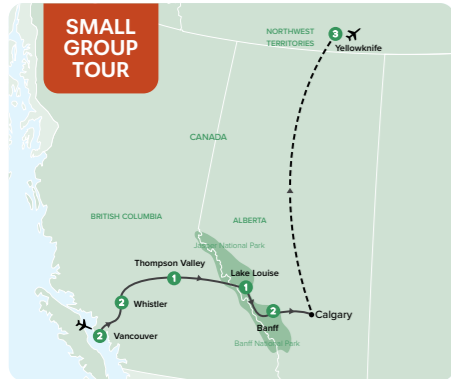 SMALL
GROUP
TOUR
NORTHWEST
TERRITORIES
3
Yellowknife
CANADA
BRITISH COLUMBIA
ALBERTA
Jasper National Park
Thompson Valley
Lake Louise
1
1
2
Whistler
2
Banff
Calgary
2
Vancouver
Banff National Park